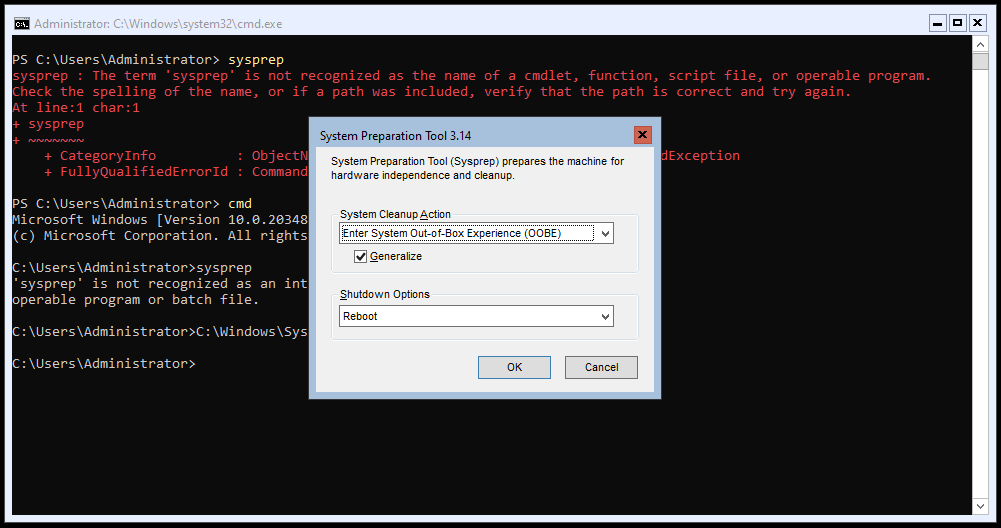 Administrator: C:\Windows\system32\cmd.exe
PS C:\Users\Administrator> sysprep
sysprep : The term 'sysprep' is not recognized as the name of a cmdlet, function, script file, or operable program.
Check the spelling of the name, or if a path was included, verify that the path is correct and try again.
At line:1 char:1
+ sysprep
+ ~~~~~~~
+ CategoryInfo          : ObjectN
dException
+ FullyQualifiedErrorId : Command
PS C:\Users\Administrator> cmd
Microsoft Windows [Version 10.0.20348
(c) Microsoft Corporation. All rights
C:\Users\Administrator>sysprep
'sysprep' is not recognized as an int
operable program or batch file.
C:\Users\Administrator>C:\Windows\Sys
C:\Users\Administrator>
System Preparation Tool 3.14
System Preparation Tool (Sysprep) prepares the machine for
hardware independence and cleanup.
System Cleanup Action
Enter System Out-of-Box Experience (OOBE)
Generalize
Shutdown Options
Reboot
OK
Cancel